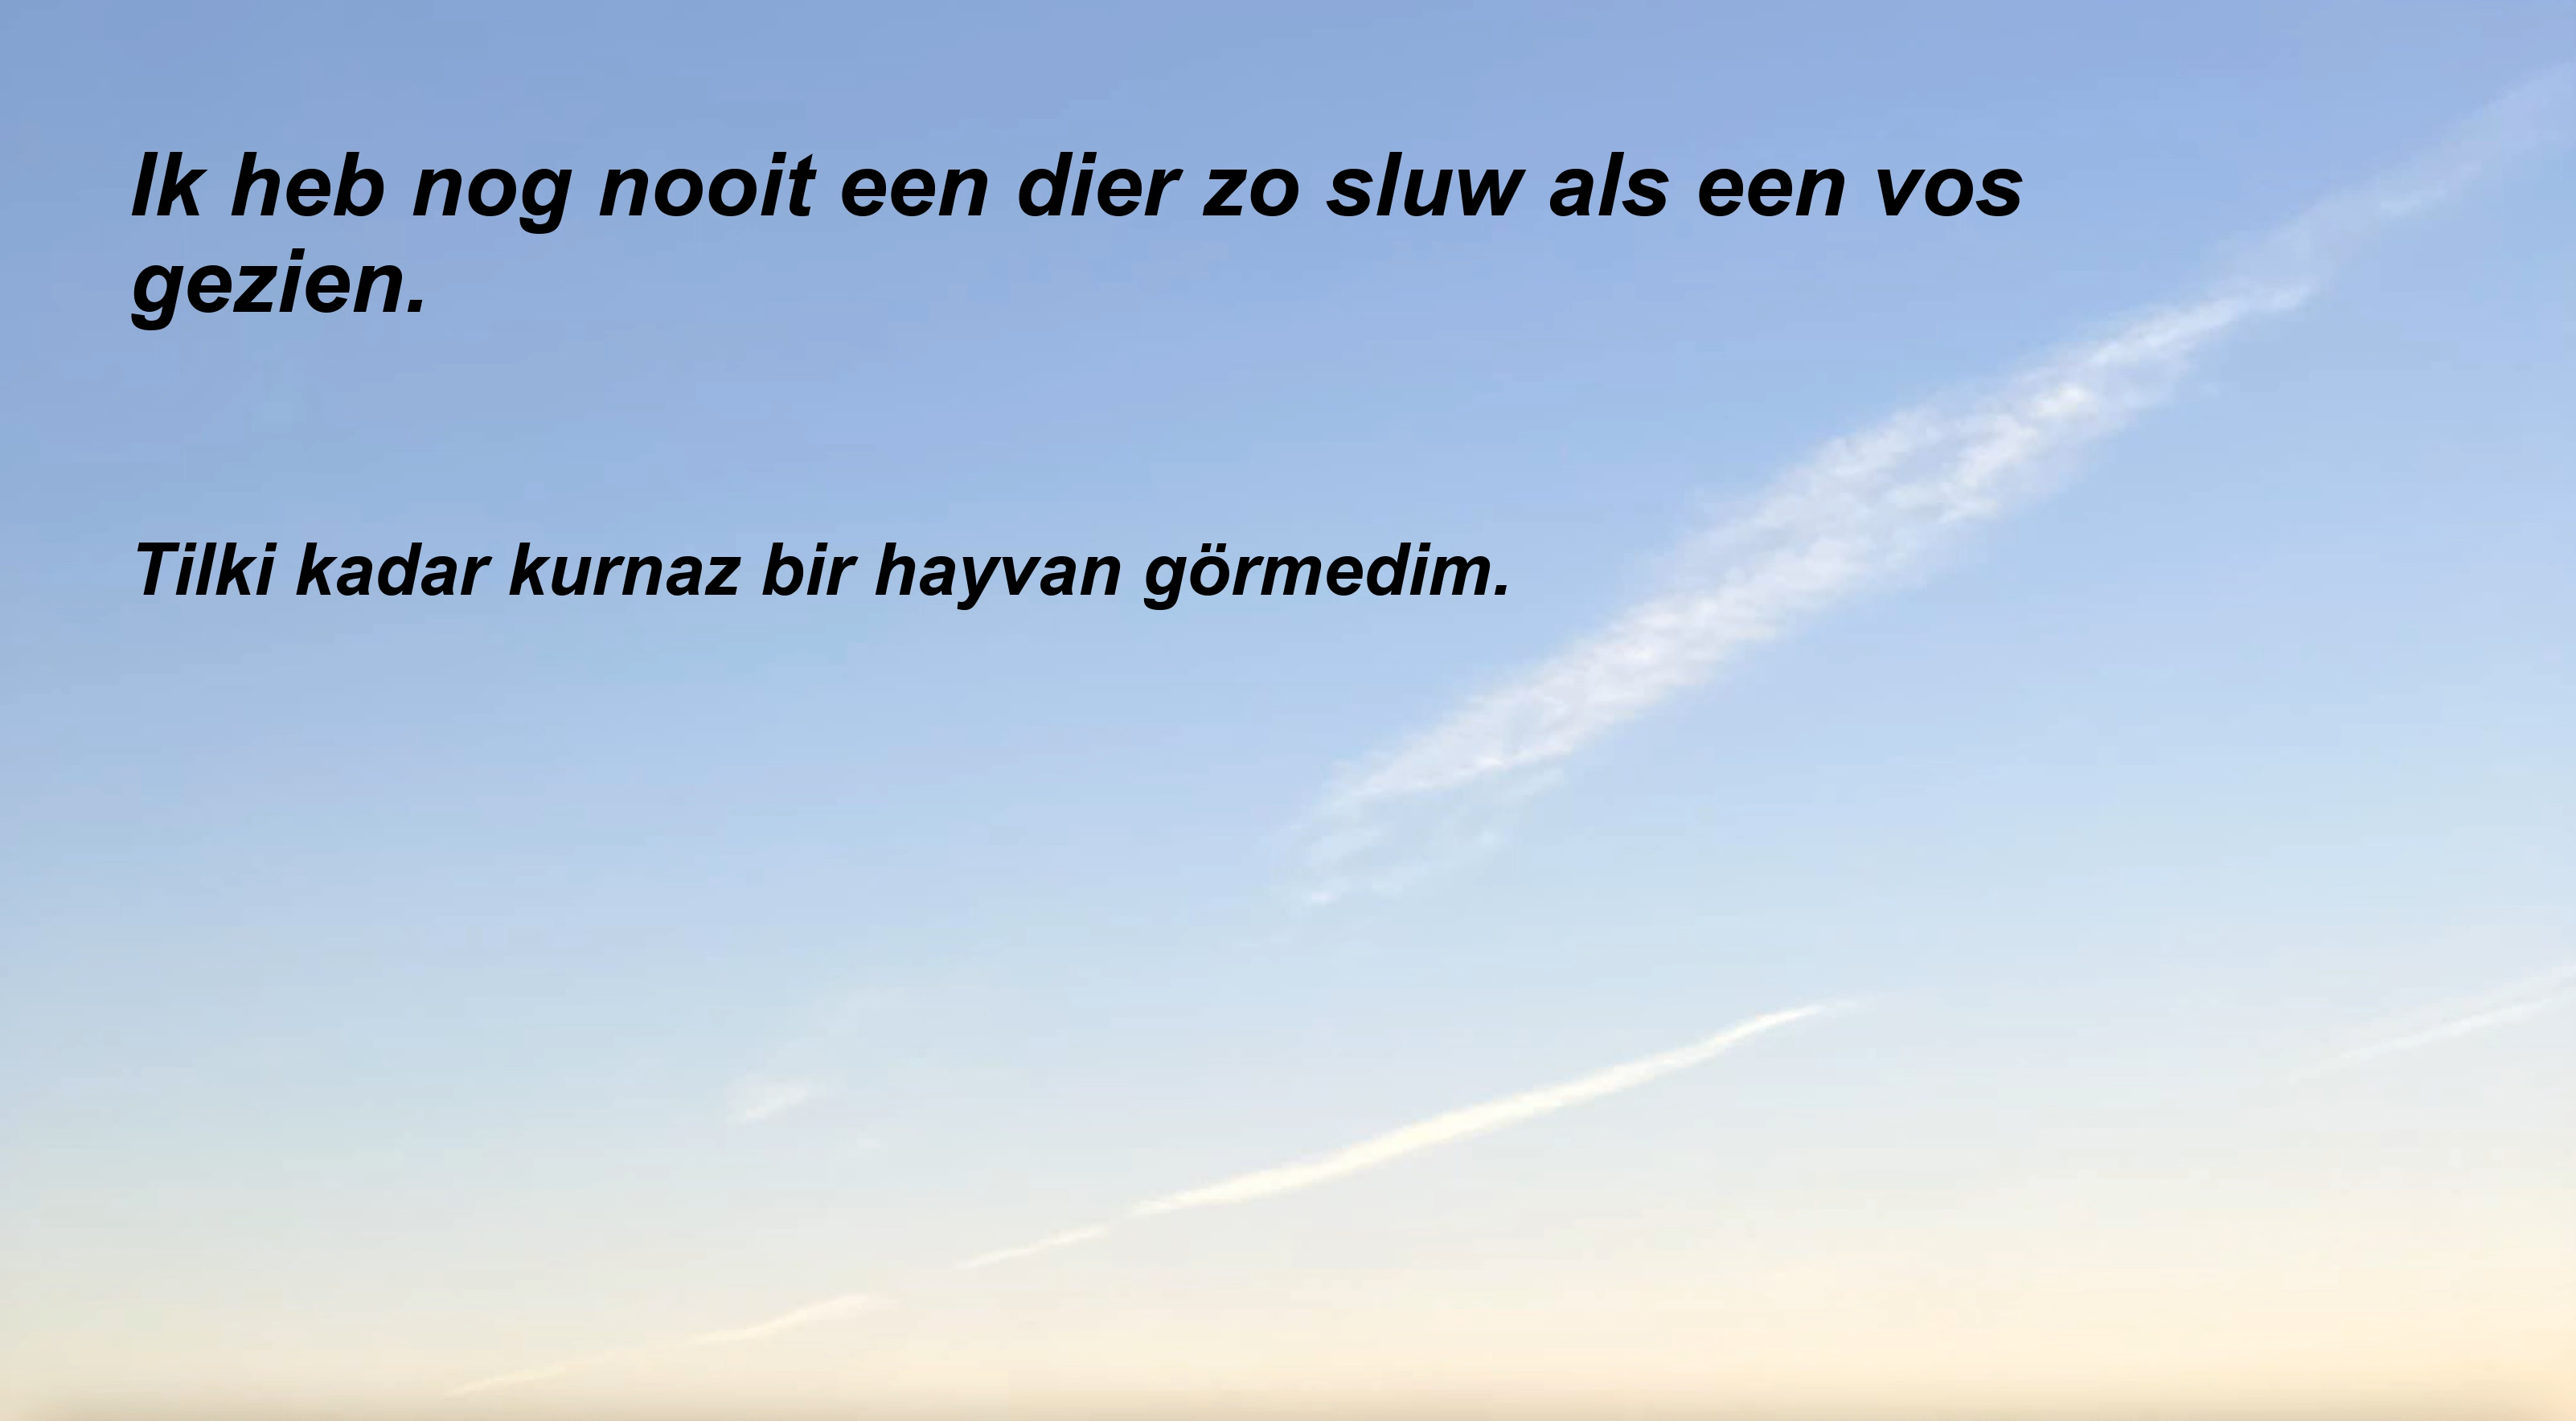 Ik heb nog nooit een dier zo sluw als een vos
gezien.
Tilki kadar kurnaz bir hayvan görmedim.